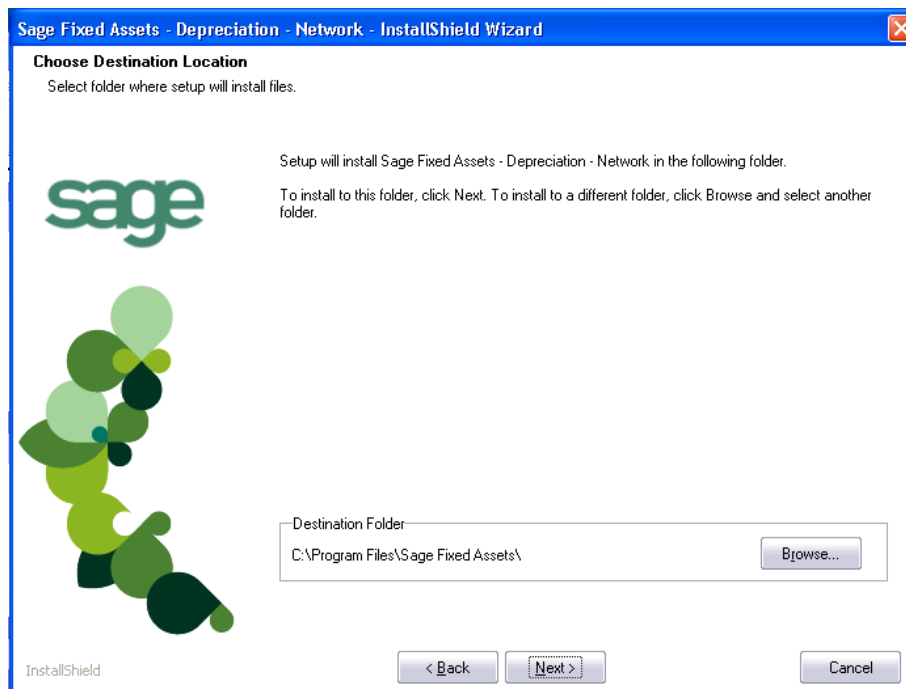 Sage Fixed Assets - Depreciation - Network - InstallShield Wizard
Choose Destination Location
Select folder where setup will install files.
Setup will install Sage Fixed Assets - Depreciation - Network in the following folder.
To install to this folder, click Next. To install to a different folder, click Browse and select another
folder.
sage
Destination Folder
C:\Program Files\Sage Fixed Assets\
Browse...
InstallShield
< Back
Next >
Cancel